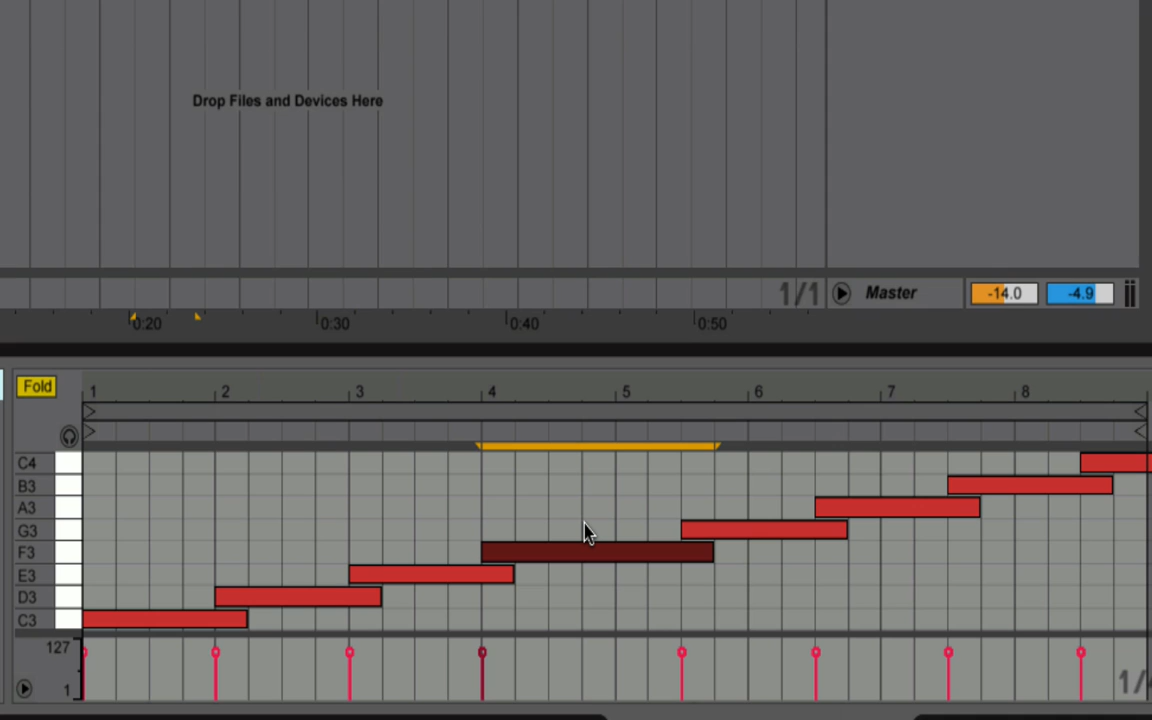 Drop Files and Devices Here
1/1 Master -14.0 -4.9
0:20 0:30 0:40 0:50
Fold 1 2 3 4 5 6 7 8
C4
B3
A3
G3
F3
E3
D3
C3
127
1